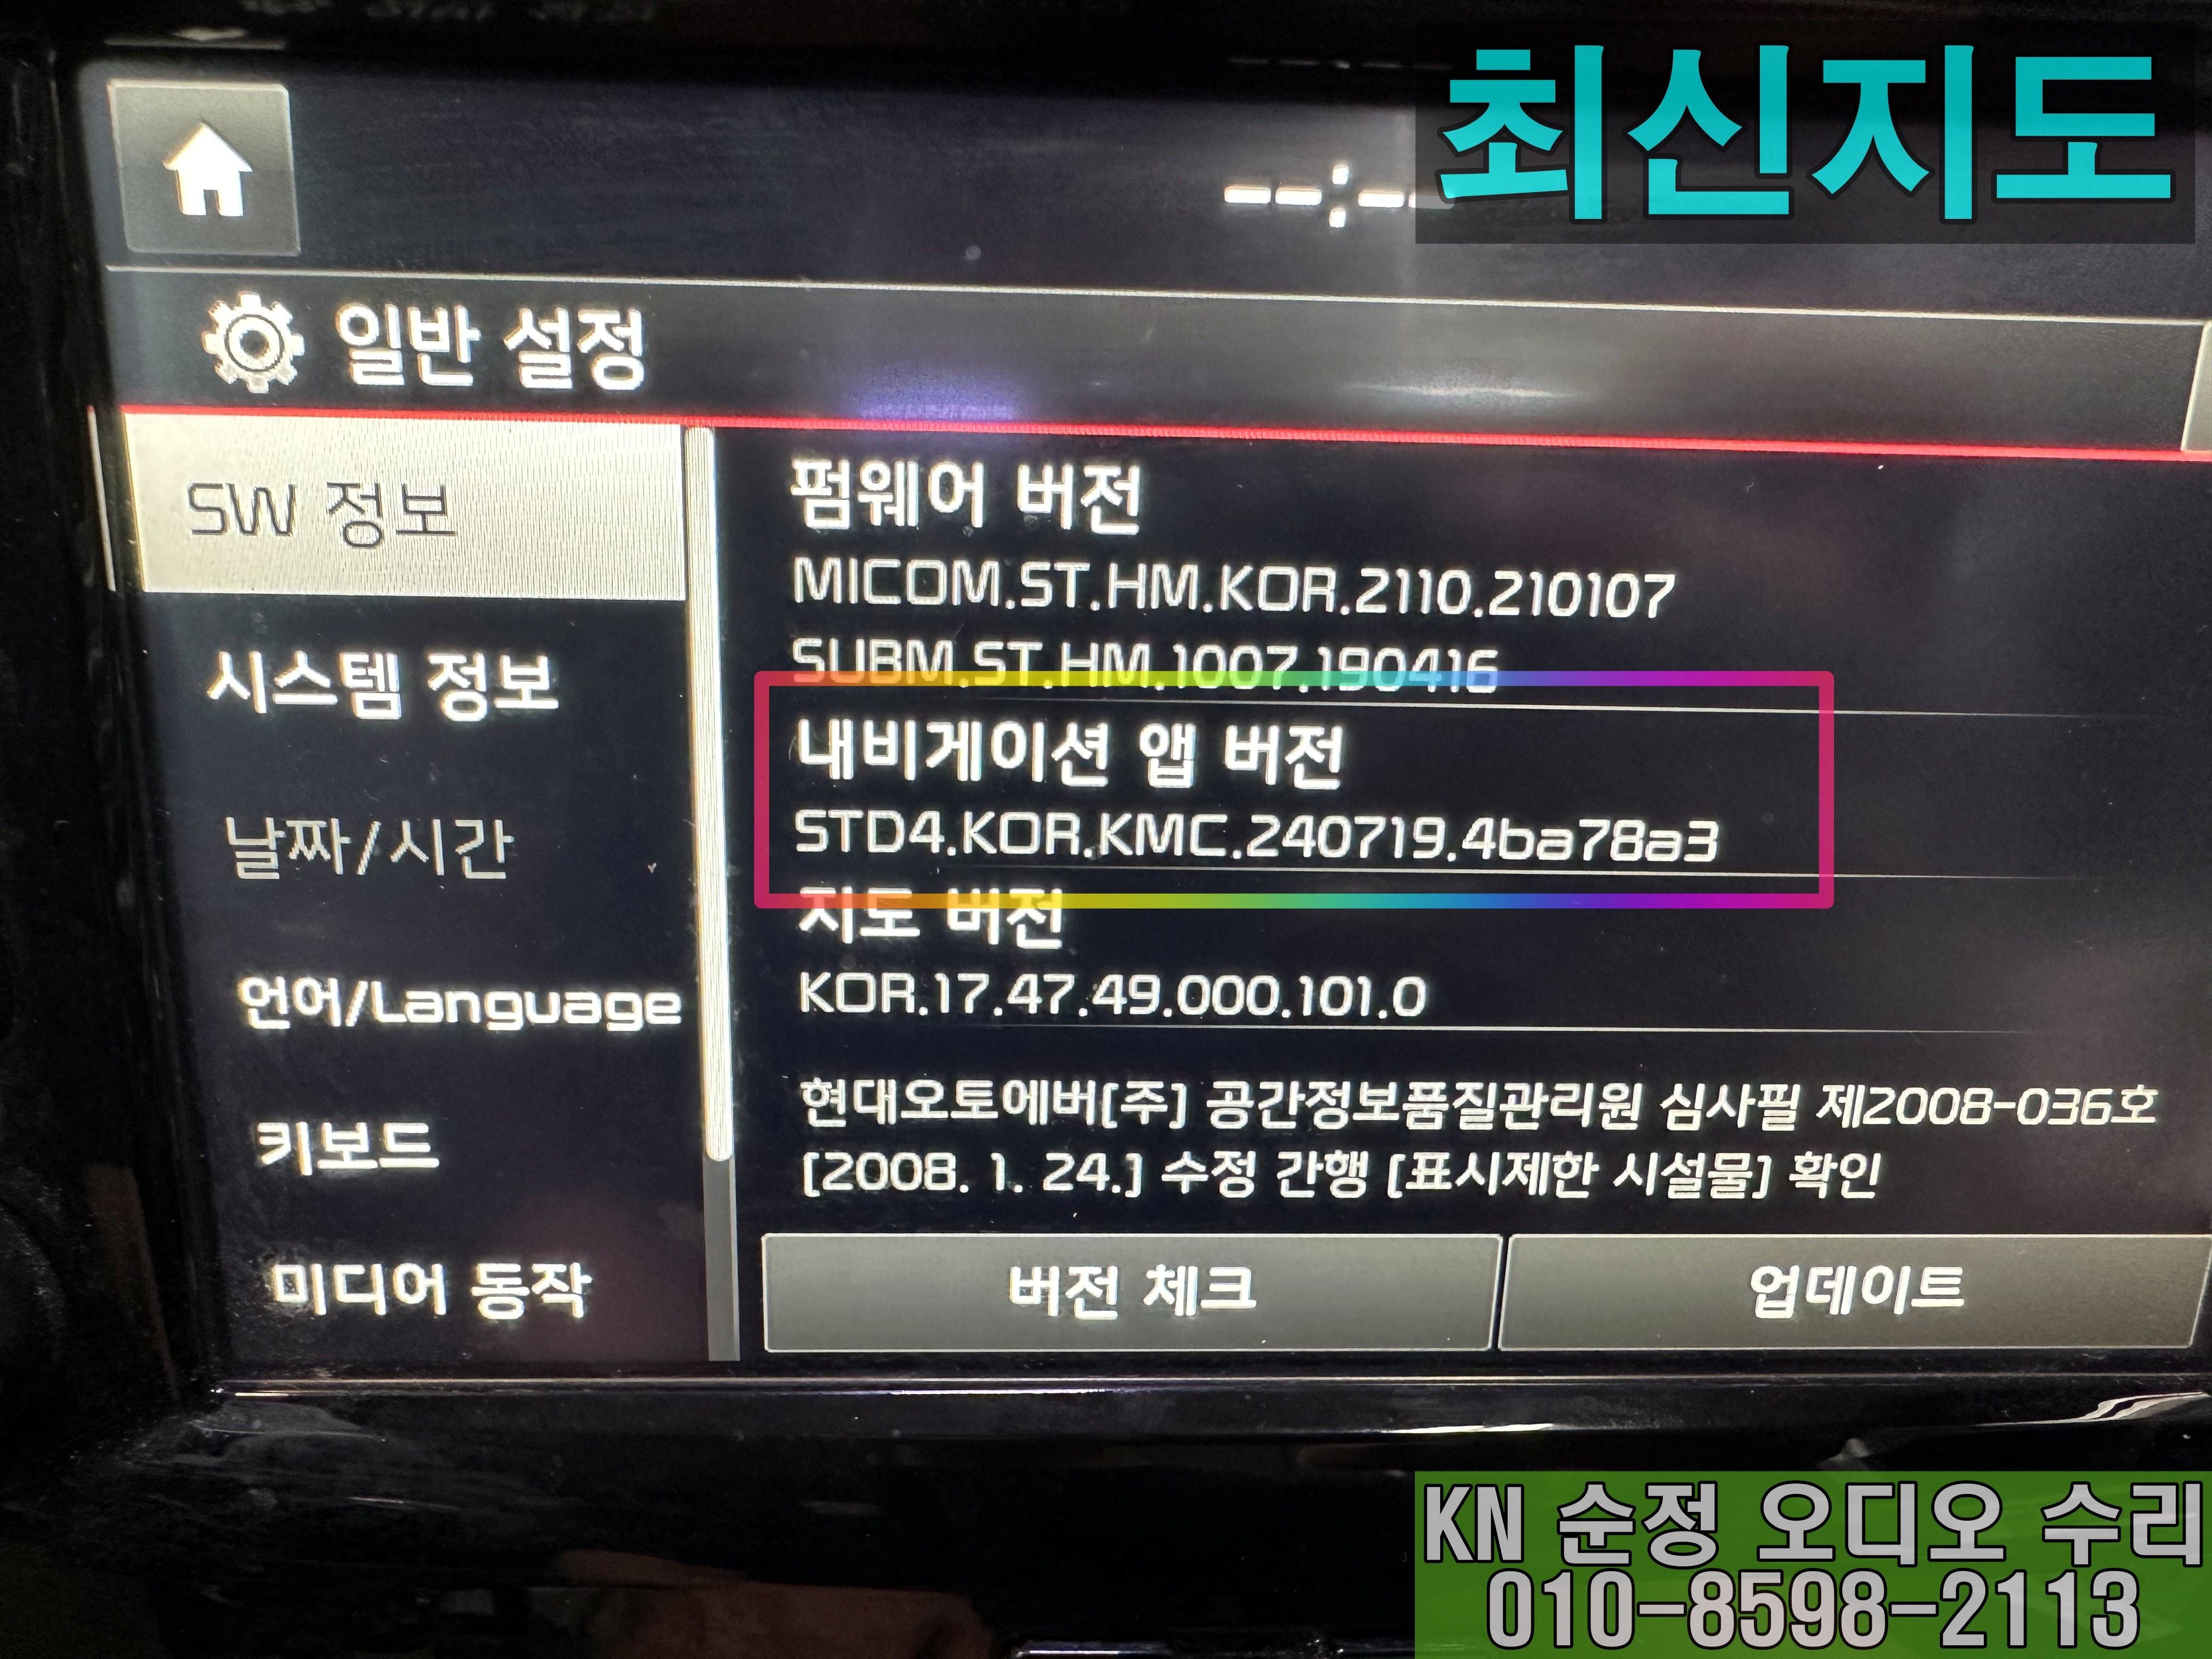 최신지도
--:--
일반 설정
SW 정보
시스템 정보
날짜/시간
언어/Language
키보드
미디어 동작
펌웨어 버전
MICOM.ST.HM.KOR.2110.210107
SUBM.ST.HM.1007.190416
내비게이션 앱 버전
STD4.KOR.KMC.240719.4ba78a3
지도 버전
KOR.17.47.49.000.101.0
현대오토에버[주] 공간정보품질관리원 심사필 제2008-036호
[2008. 1. 24.] 수정 간행 [표시제한 시설물] 확인
버전 체크
업데이트
KN 순정 오디오 수리
010-8598-2113